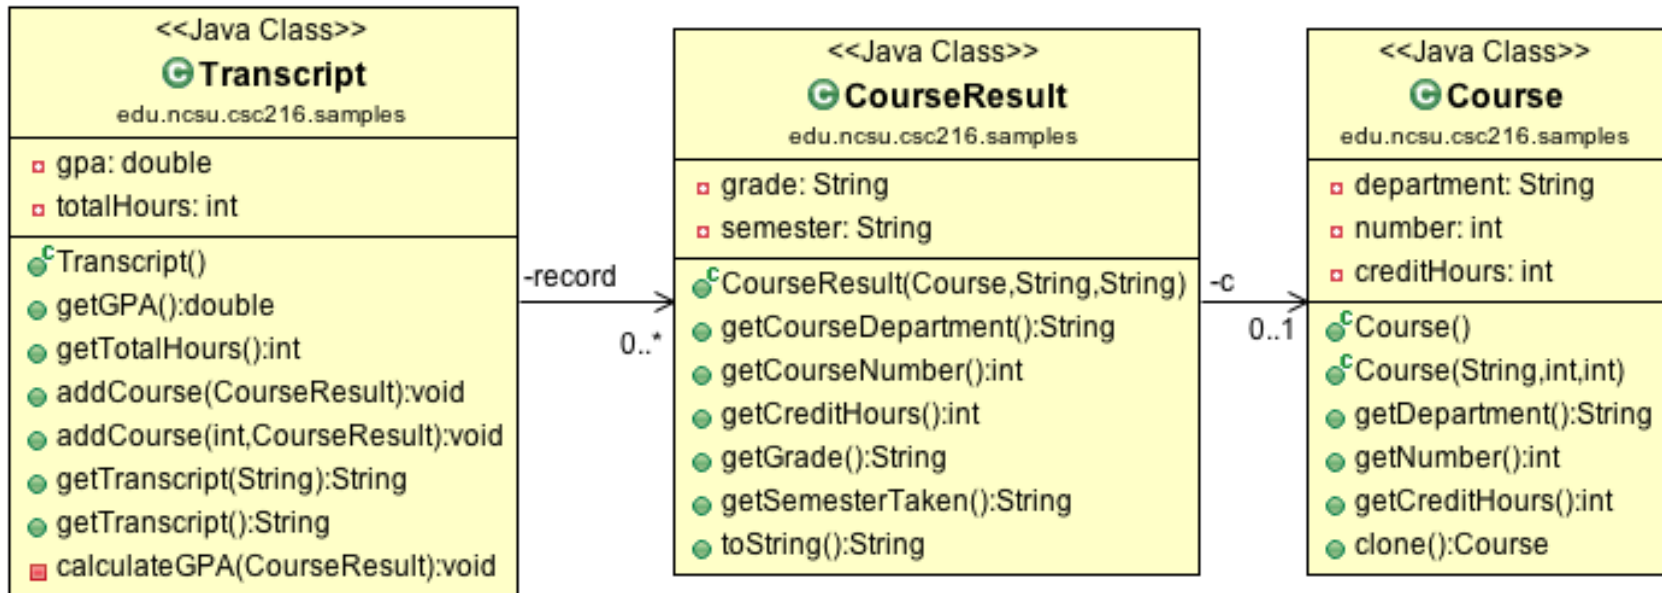 <<Java Class>>
Transcript
edu.ncsu.csc216.samples
gpa: double
totalHours: int
Transcript()
getGPA():double
getTotalHours():int
addCourse(CourseResult):void
addCourse(int,CourseResult):void
getTranscript(String):String
getTranscript():String
calculateGPA(CourseResult):void
-record
0..*
<<Java Class>>
CourseResult
edu.ncsu.csc216.samples
grade: String
semester: String
CourseResult(Course,String,String)
getCourseDepartment():String
getCourseNumber():int
getCreditHours():int
getGrade():String
getSemesterTaken():String
toString():String
-c
0..1
<<Java Class>>
Course
edu.ncsu.csc216.samples
department: String
number: int
creditHours: int
Course()
Course(String,int,int)
getDepartment():String
getNumber():int
getCreditHours():int
clone():Course